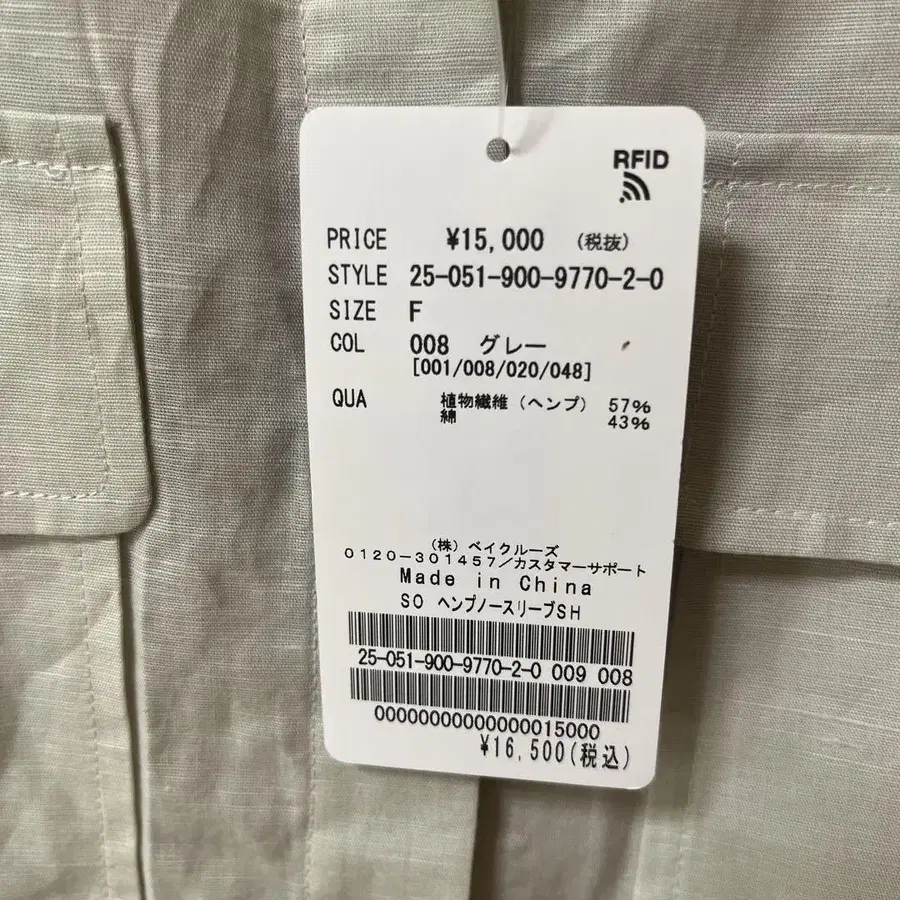 RFID
PRICE ¥15,000 (税抜)
STYLE 25-051-900-9770-2-0
SIZE F
COL 008 グレー
[001/008/020/048]
QUA 植物繊維(ヘンプ) 57%
綿 43%
(株)ベイクルーズ
0120-301457/カスタマーサポート
Made in China
SO ヘンプノースリーブSH
25-051-900-9770-2-0 009 008
00000000000000015000
¥16,500(税込)